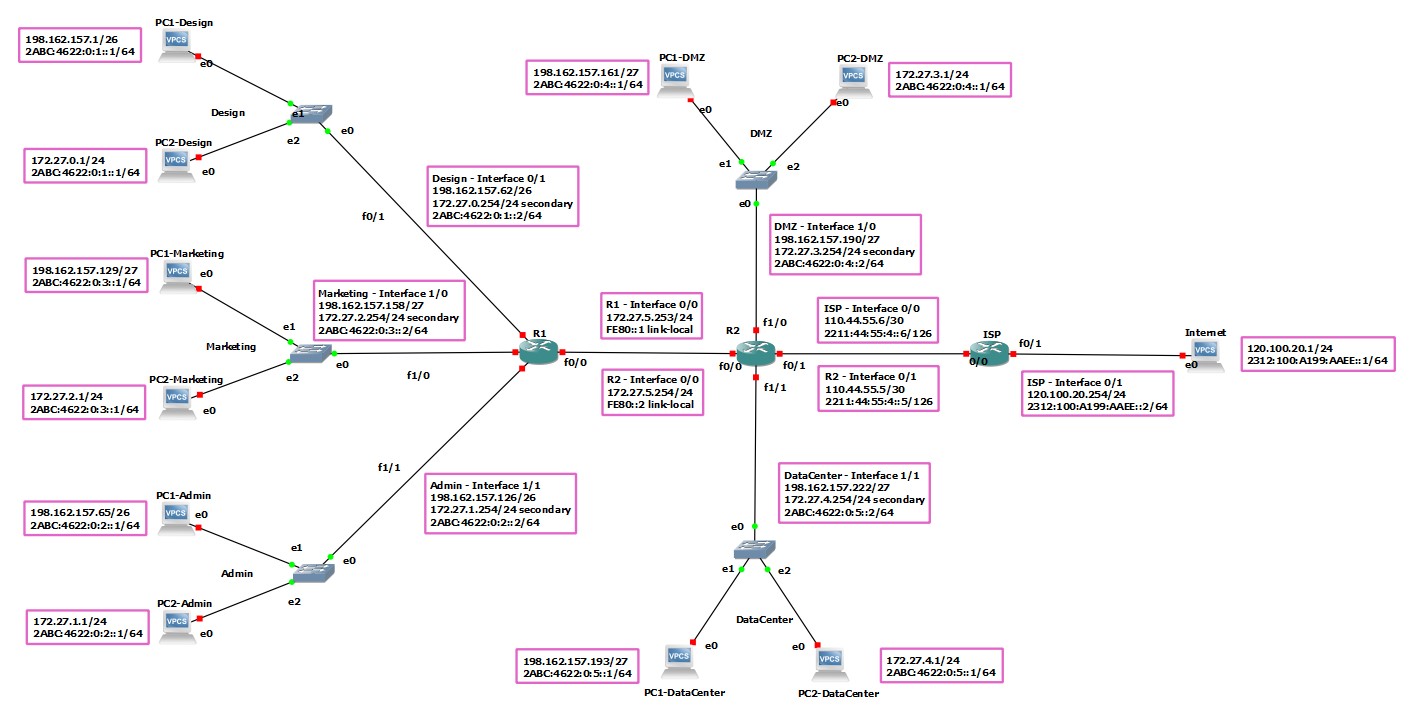 PC1-Design
198.162.157.1/26
2ABC:4622:0:1::1/64
VPCS
e0
Design
e1
e0
e2
PC2-Design
172.27.0.1/24
2ABC:4622:0:1::1/64
VPCS
e0
Design - Interface 0/1
198.162.157.62/26
172.27.0.254/24 secondary
2ABC:4622:0:1::2/64
f0/1
PC1-Marketing
198.162.157.129/27
2ABC:4622:0:3::1/64
VPCS
e0
Marketing - Interface 1/0
198.162.157.158/27
172.27.2.254/24 secondary
2ABC:4622:0:3::2/64
e1
Marketing
e0
e2
f1/0
PC2-Marketing
172.27.2.1/24
2ABC:4622:0:3::1/64
VPCS
e0
R1
f0/0
f1/1
PC1-Admin
198.162.157.65/26
2ABC:4622:0:2::1/64
VPCS
e0
Admin - Interface 1/1
198.162.157.126/26
172.27.1.254/24 secondary
2ABC:4622:0:2::2/64
e1
e0
Admin
e2
PC2-Admin
172.27.1.1/24
2ABC:4622:0:2::1/64
VPCS
e0
PC1-DMZ
198.162.157.161/27
2ABC:4622:0:4::1/64
VPCS
e0
PC2-DMZ
VPCS
172.27.3.1/24
2ABC:4622:0:4::1/64
e0
DMZ
e1
e2
e0
DMZ - Interface 1/0
198.162.157.190/27
172.27.3.254/24 secondary
2ABC:4622:0:4::2/64
R1 - Interface 0/0
172.27.5.253/24
FE80::1 link-local
R2 - Interface 0/0
172.27.5.254/24
FE80::2 link-local
f1/0
R2
f0/0
f0/1
f1/1
ISP - Interface 0/0
110.44.55.6/30
2211:44:55:4::6/126
R2 - Interface 0/1
110.44.55.5/30
2211:44:55:4::5/126
ISP
f0/1
0/0
ISP - Interface 0/1
120.100.20.254/24
2312:100:A199:AAEE::2/64
Internet
VPCS
e0
120.100.20.1/24
2312:100:A199:AAEE::1/64
DataCenter - Interface 1/1
198.162.157.222/27
172.27.4.254/24 secondary
2ABC:4622:0:5::2/64
e0
e1
e2
DataCenter
198.162.157.193/27
2ABC:4622:0:5::1/64
VPCS
e0
PC1-DataCenter
e0
VPCS
172.27.4.1/24
2ABC:4622:0:5::1/64
PC2-DataCenter